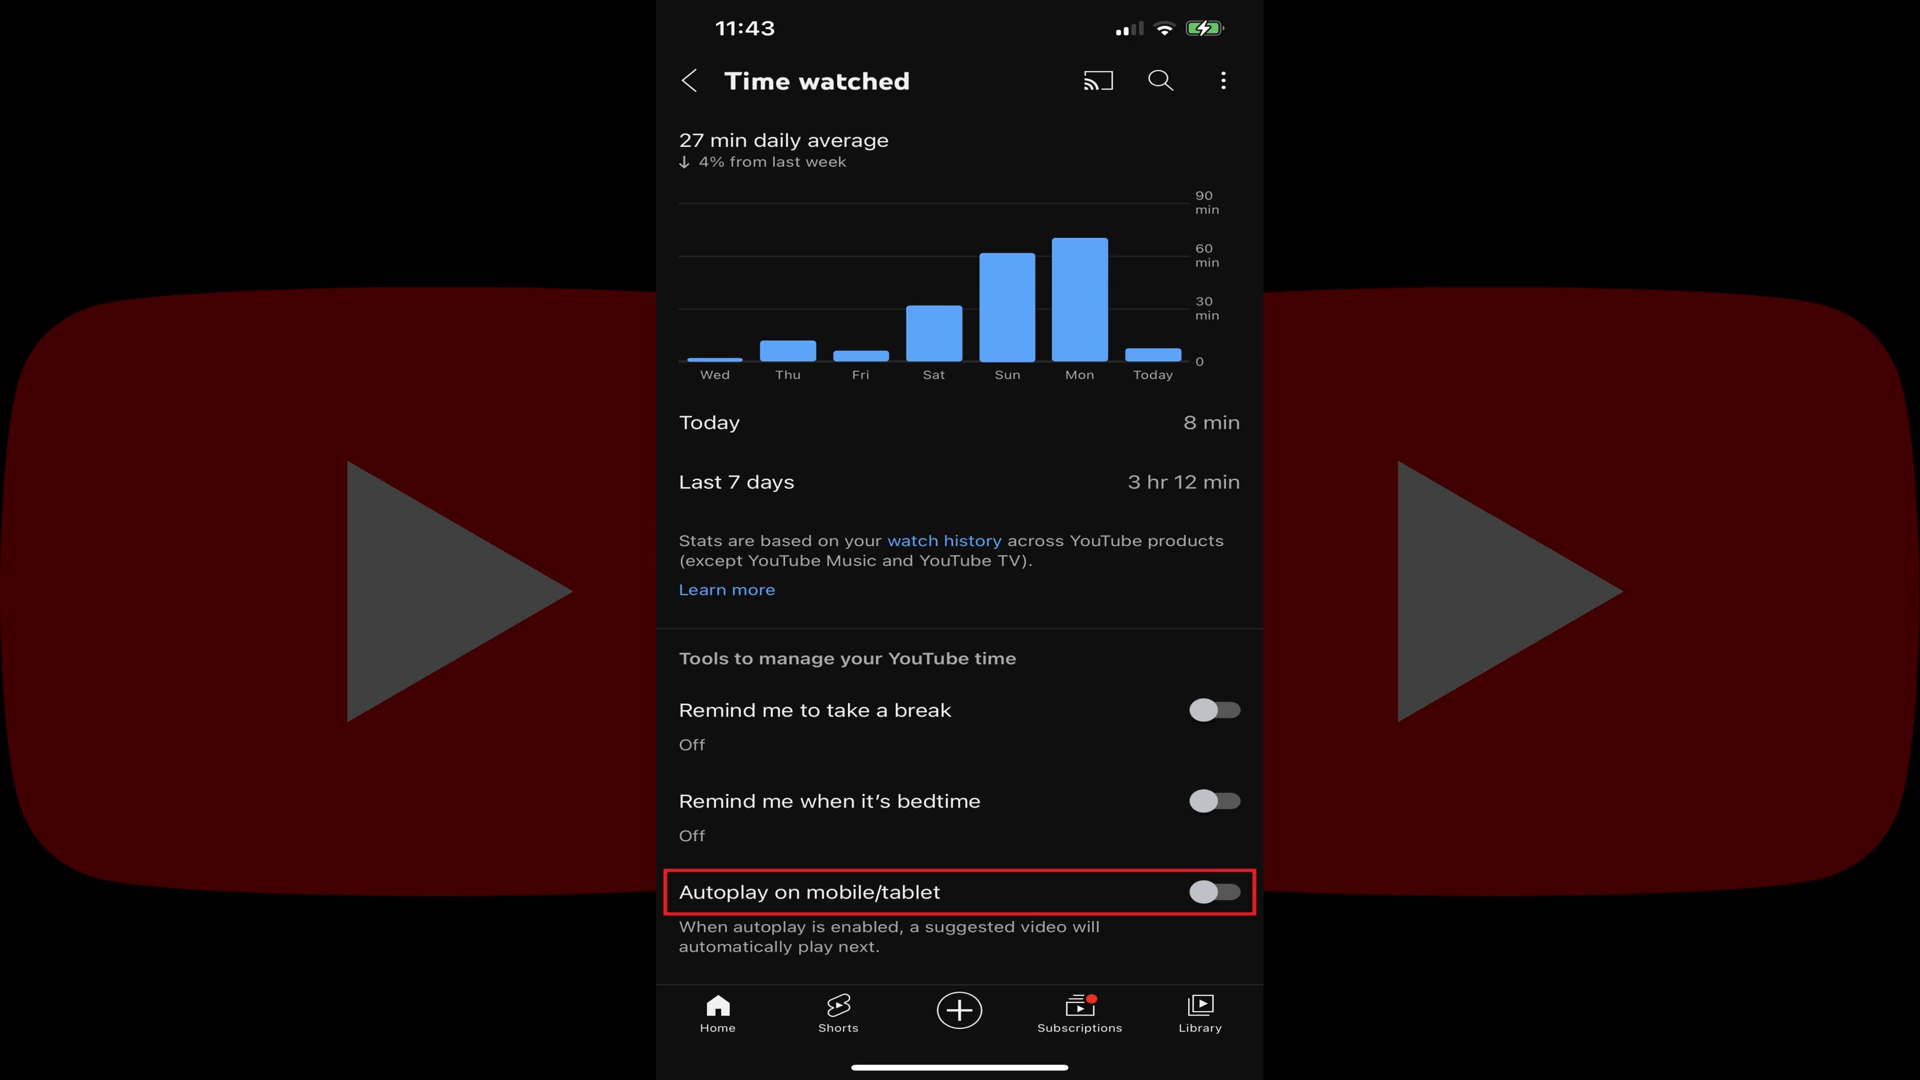 11:43
Time watched
27 min daily average
↓ 4% from last week
90
min
60
min
30
min
0
Wed Thu Fri Sat Sun Mon Today
Today 8 min
Last 7 days 3 hr 12 min
Stats are based on your watch history across YouTube products
(except YouTube Music and YouTube TV).
Learn more
Tools to manage your YouTube time
Remind me to take a break
Off
Remind me when it’s bedtime
Off
Autoplay on mobile/tablet
When autoplay is enabled, a suggested video will
automatically play next.
Home Shorts Subscriptions Library